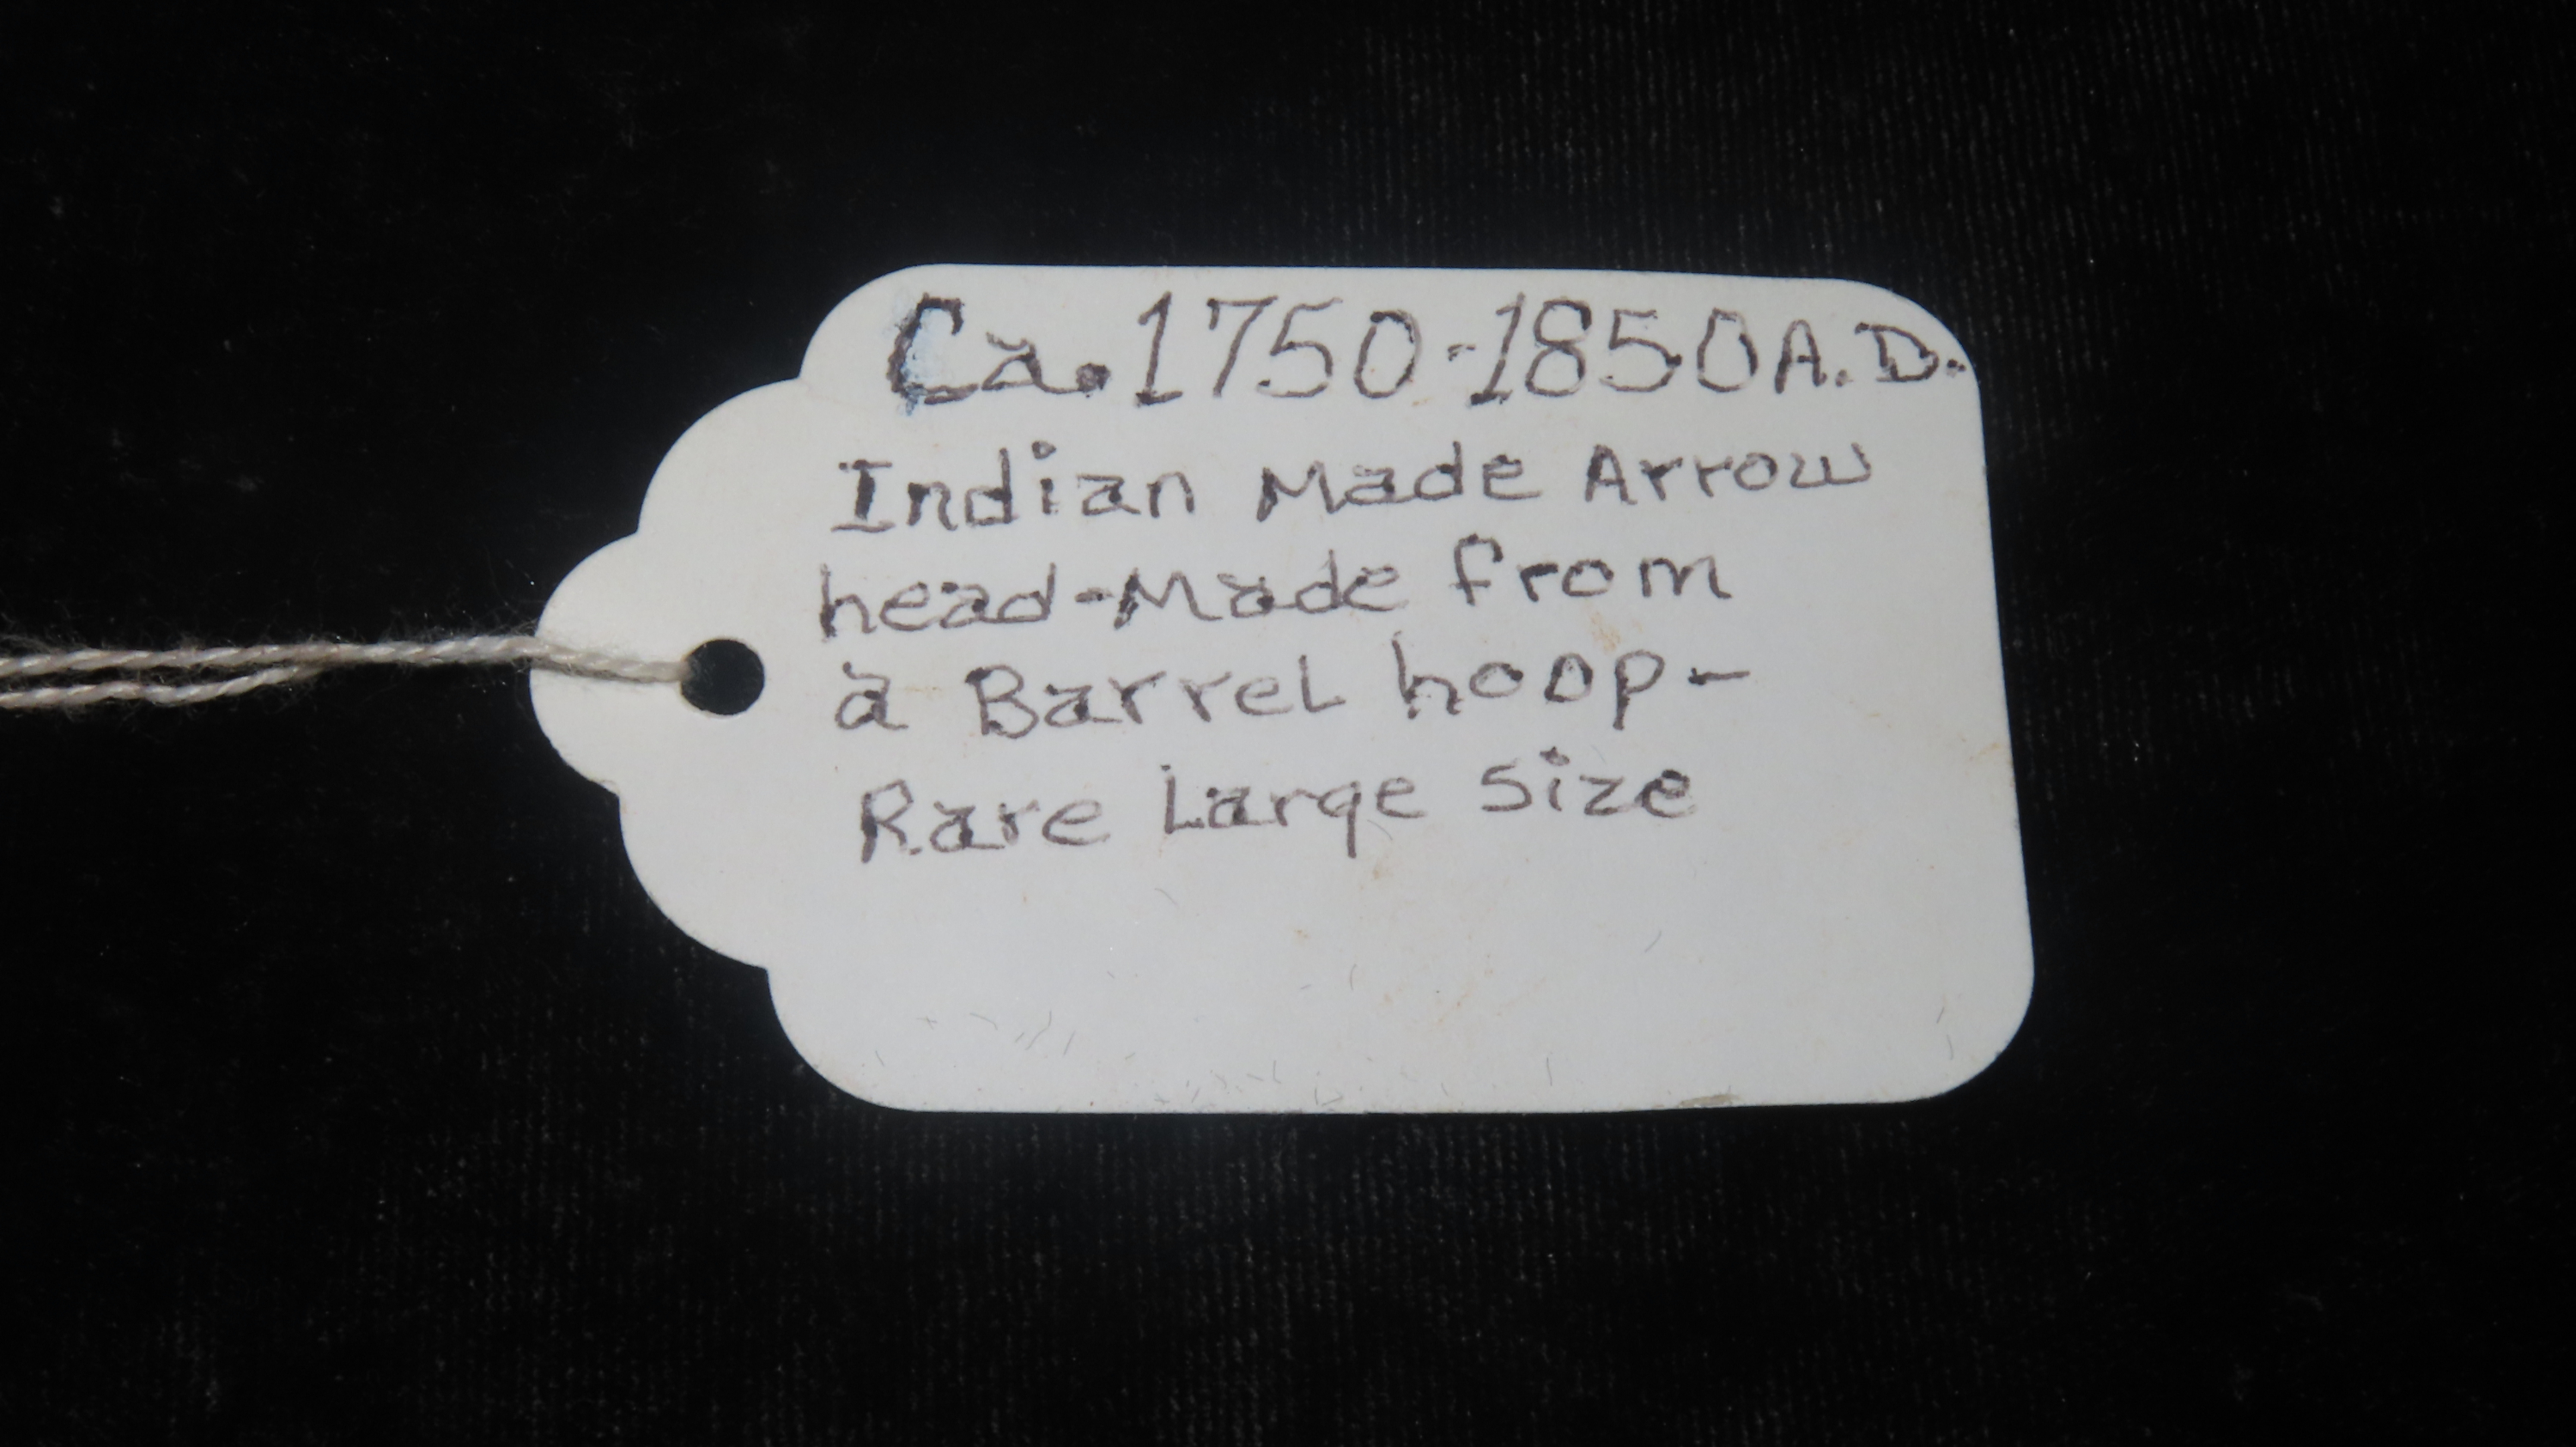 Ca. 1750-1850 A.D.
Indian Made Arrow
head-Made from
a Barrel hoop-
Rare Large Size